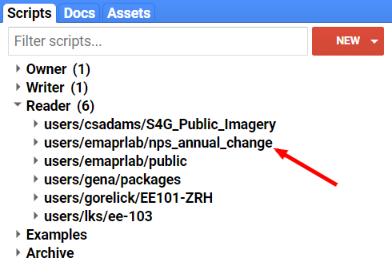 Scripts Docs Assets
Filter scripts... NEW
Owner (1)
Writer (1)
Reader (6)
users/csadams/S4G_Public_Imagery
users/emaprlab/nps_annual_change
users/emaprlab/public
users/gena/packages
users/gorelick/EE101-ZRH
users/lks/ee-103
Examples
Archive